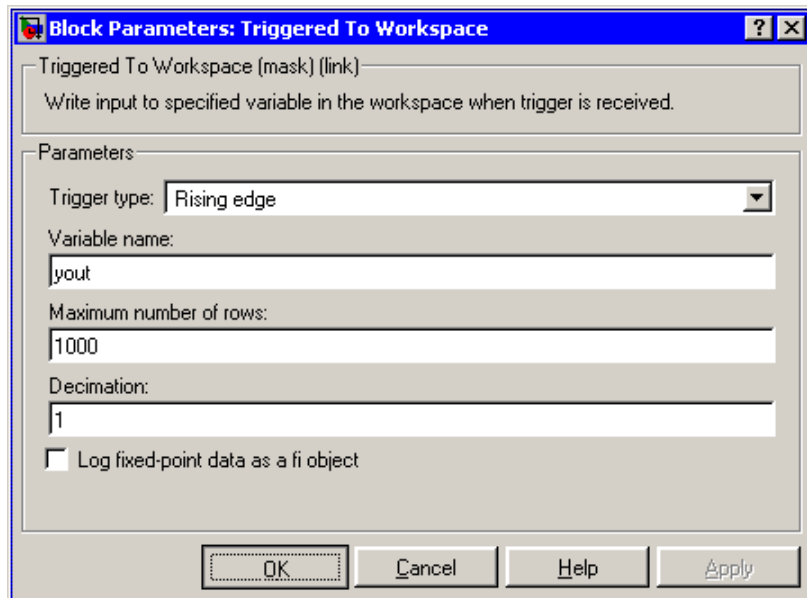 Block Parameters: Triggered To Workspace
Triggered To Workspace (mask) (link)
Write input to specified variable in the workspace when trigger is received.
Parameters
Trigger type: Rising edge
Variable name:
yout
Maximum number of rows:
1000
Decimation:
1
Log fixed-point data as a fi object
OK Cancel Help Apply